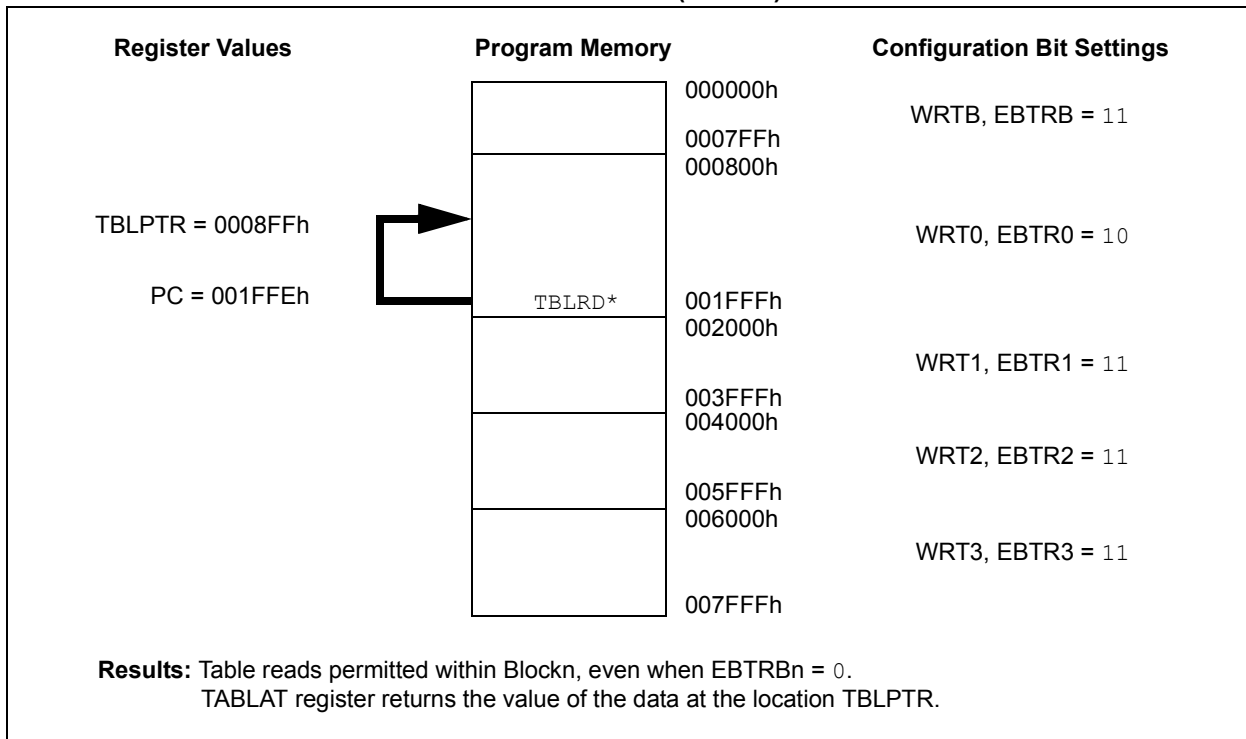 Register Values Program Memory Configuration Bit Settings
000000h
WRTB, EBTRB = 11
0007FFh
000800h
TBLPTR = 0008FFh
WRT0, EBTR0 = 10
PC = 001FFEh
TBLRD* 001FFFh
002000h
WRT1, EBTR1 = 11
003FFFh
004000h
WRT2, EBTR2 = 11
005FFFh
006000h
WRT3, EBTR3 = 11
007FFFh
Results: Table reads permitted within Blockn, even when EBTRBn = 0.
TABLAT register returns the value of the data at the location TBLPTR.